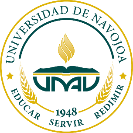 UNIVERSIDAD DE NAVOJOA
UNAV
1948
EDUCAR SERVIR REDIMIR